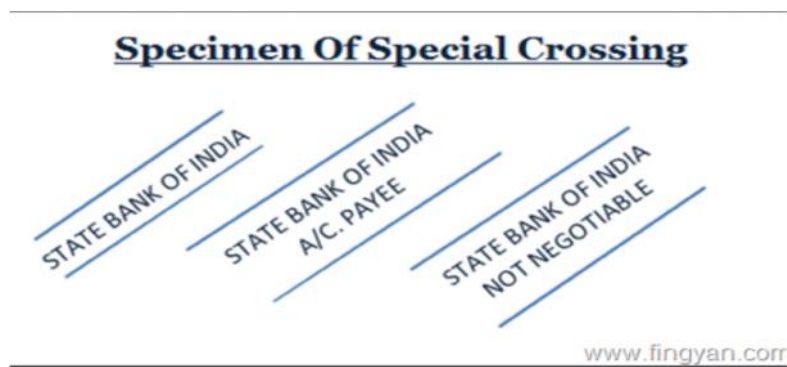 Specimen Of Special Crossing
STATE BANK OF INDIA
STATE BANK OF INDIA
A/C. PAYEE
STATE BANK OF INDIA
NOT NEGOTIABLE
www.fingyan.com